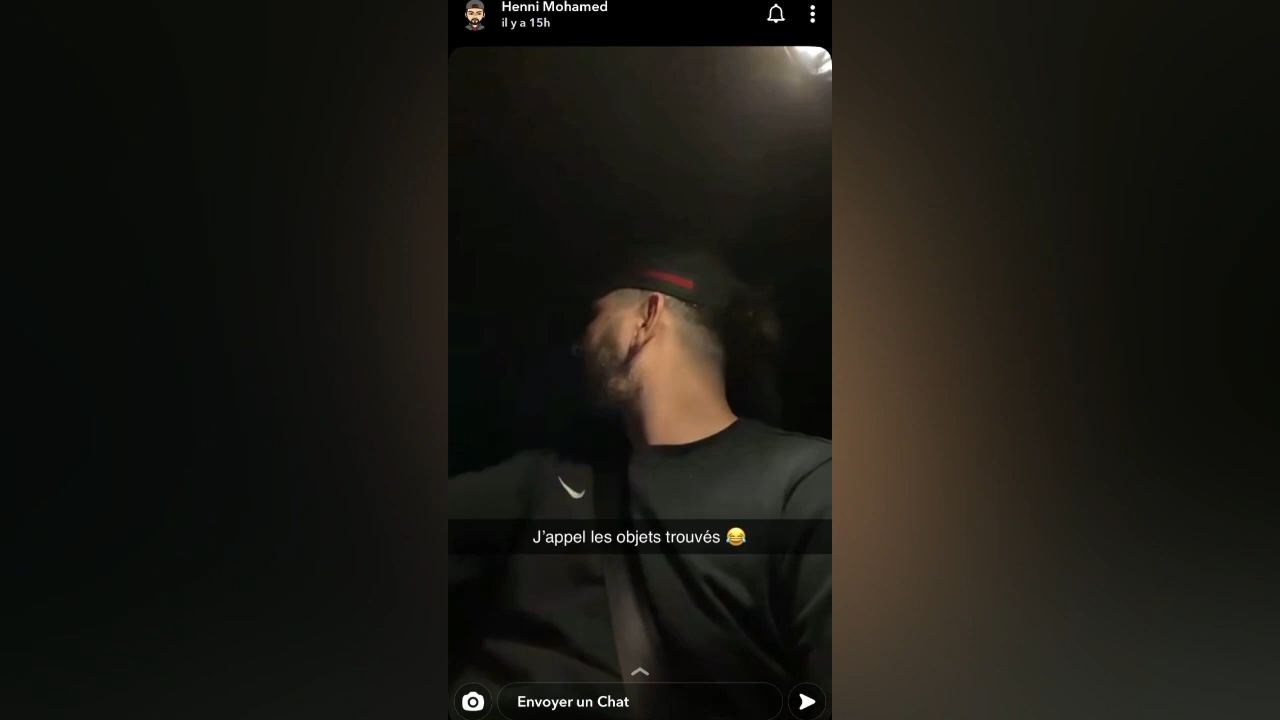 Henni Mohamed
il y a 15h
J'appel les objets trouvés 😂
Envoyer un Chat